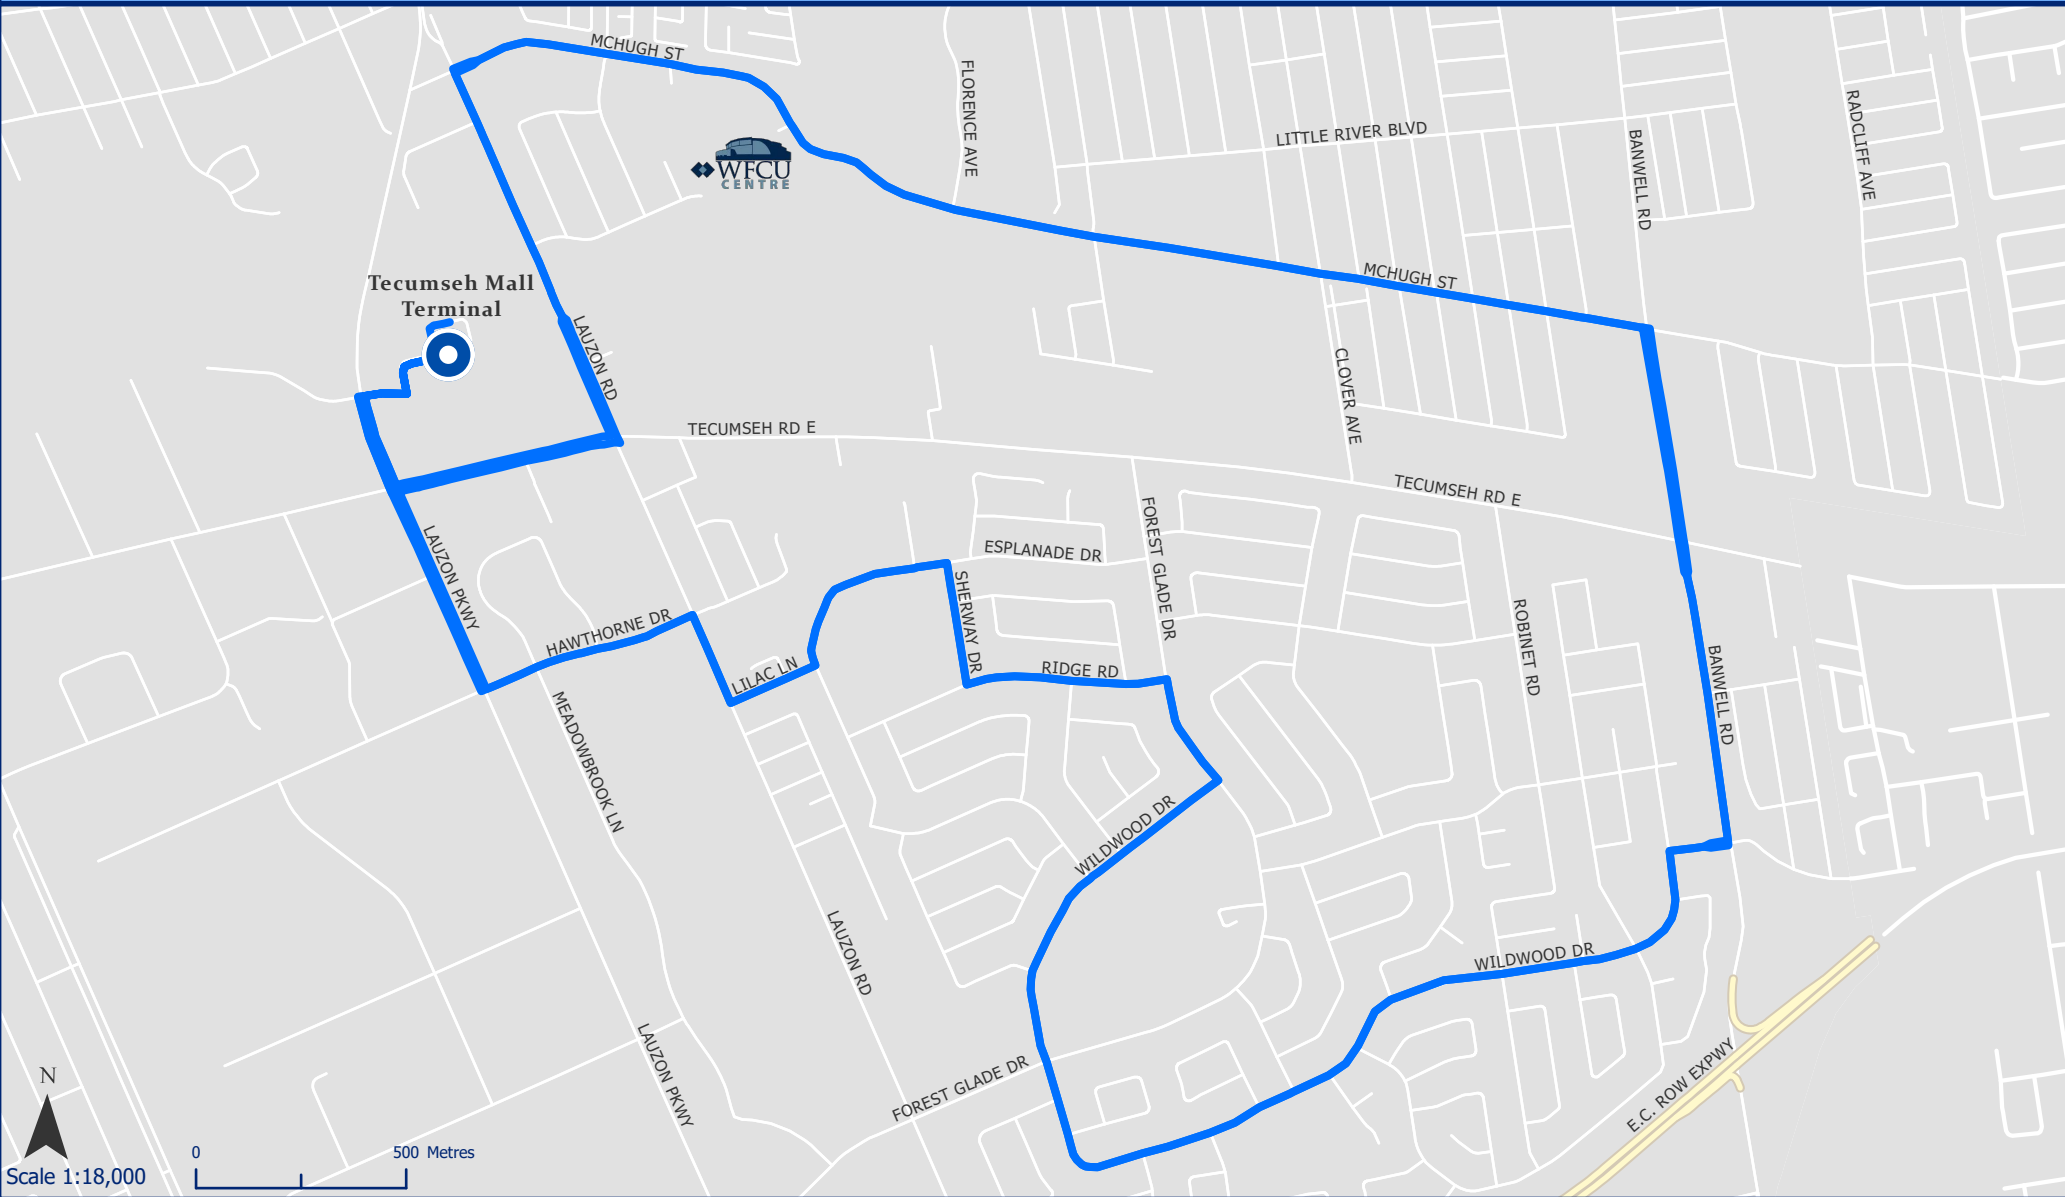 MCHUGH ST
FLORENCE AVE
LITTLE RIVER BLVD
BANWELL RD
RADCLIFF AVE
WFCU
CENTRE
Tecumseh Mall
Terminal
MCHUGH ST
LAUZON RD
CLOVER AVE
TECUMSEH RD E
TECUMSEH RD E
LAUZON PKWY
ESPLANADE DR
FOREST GLADE DR
SHERWAY DR
HAWTHORNE DR
LILAC LN
RIDGE RD
ROBINET RD
BANWELL RD
MEADOWBROOK LN
WILDWOOD DR
LAUZON RD
WILDWOOD DR
LAUZON PKWY
FOREST GLADE DR
E.C. ROW EXPWY
N
0
500 Metres
Scale 1:18,000